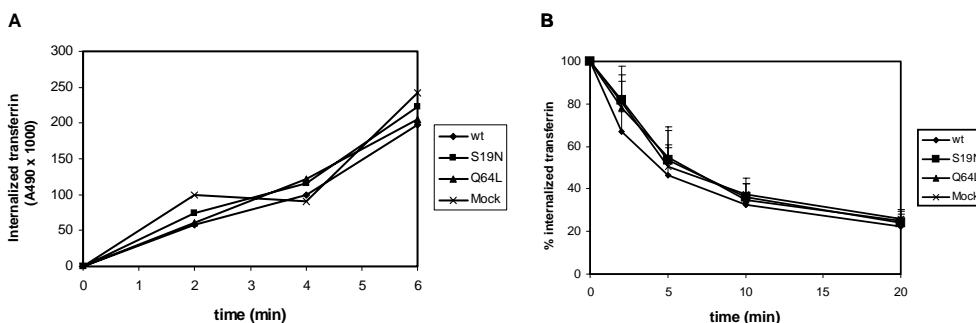 A
Internalized transferrin
(A490 x 1000)
300
250
200
150
100
50
0
0 1 2 3 4 5 6
time (min)
wt
S19N
Q64L
Mock
B
% internalized transferrin
100
80
60
40
20
0
0 5 10 15 20
time (min)
wt
S19N
Q64L
Mock